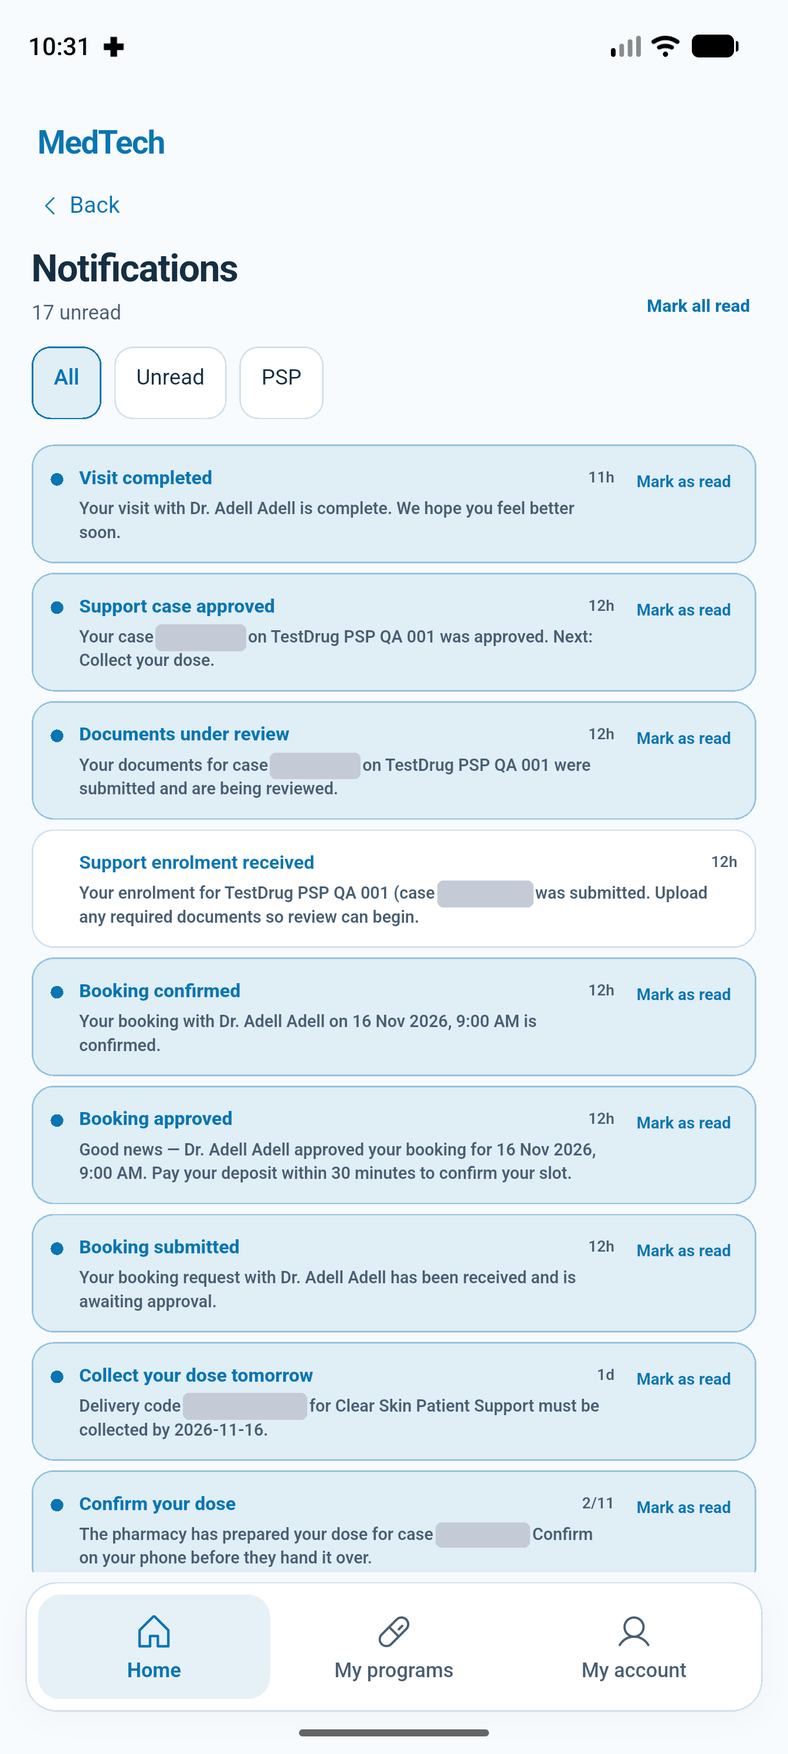 10:31
MedTech
Back
Notifications
17 unread
Mark all read
All
Unread
PSP
Visit completed
11h
Mark as read
Your visit with Dr. Adell Adell is complete. We hope you feel better
soon.
Support case approved
12h
Mark as read
Your case on TestDrug PSP QA 001 was approved. Next:
Collect your dose.
Documents under review
12h
Mark as read
Your documents for case on TestDrug PSP QA 001 were
submitted and are being reviewed.
Support enrolment received
12h
Your enrolment for TestDrug PSP QA 001 (case was submitted. Upload
any required documents so review can begin.
Booking confirmed
12h
Mark as read
Your booking with Dr. Adell Adell on 16 Nov 2026, 9:00 AM is
confirmed.
Booking approved
12h
Mark as read
Good news — Dr. Adell Adell approved your booking for 16 Nov 2026,
9:00 AM. Pay your deposit within 30 minutes to confirm your slot.
Booking submitted
12h
Mark as read
Your booking request with Dr. Adell Adell has been received and is
awaiting approval.
Collect your dose tomorrow
1d
Mark as read
Delivery code for Clear Skin Patient Support must be
collected by 2026-11-16.
Confirm your dose
2/11
Mark as read
The pharmacy has prepared your dose for case Confirm
on your phone before they hand it over.
Home
My programs
My account